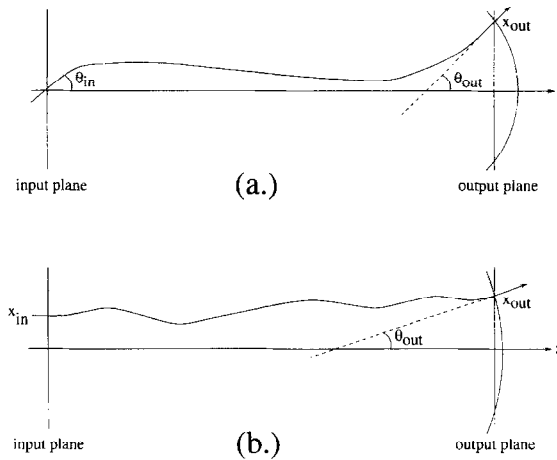 x_out
θ_in
θ_out
input plane
(a.)
output plane
x_in
x_out
θ_out
z
input plane
(b.)
output plane